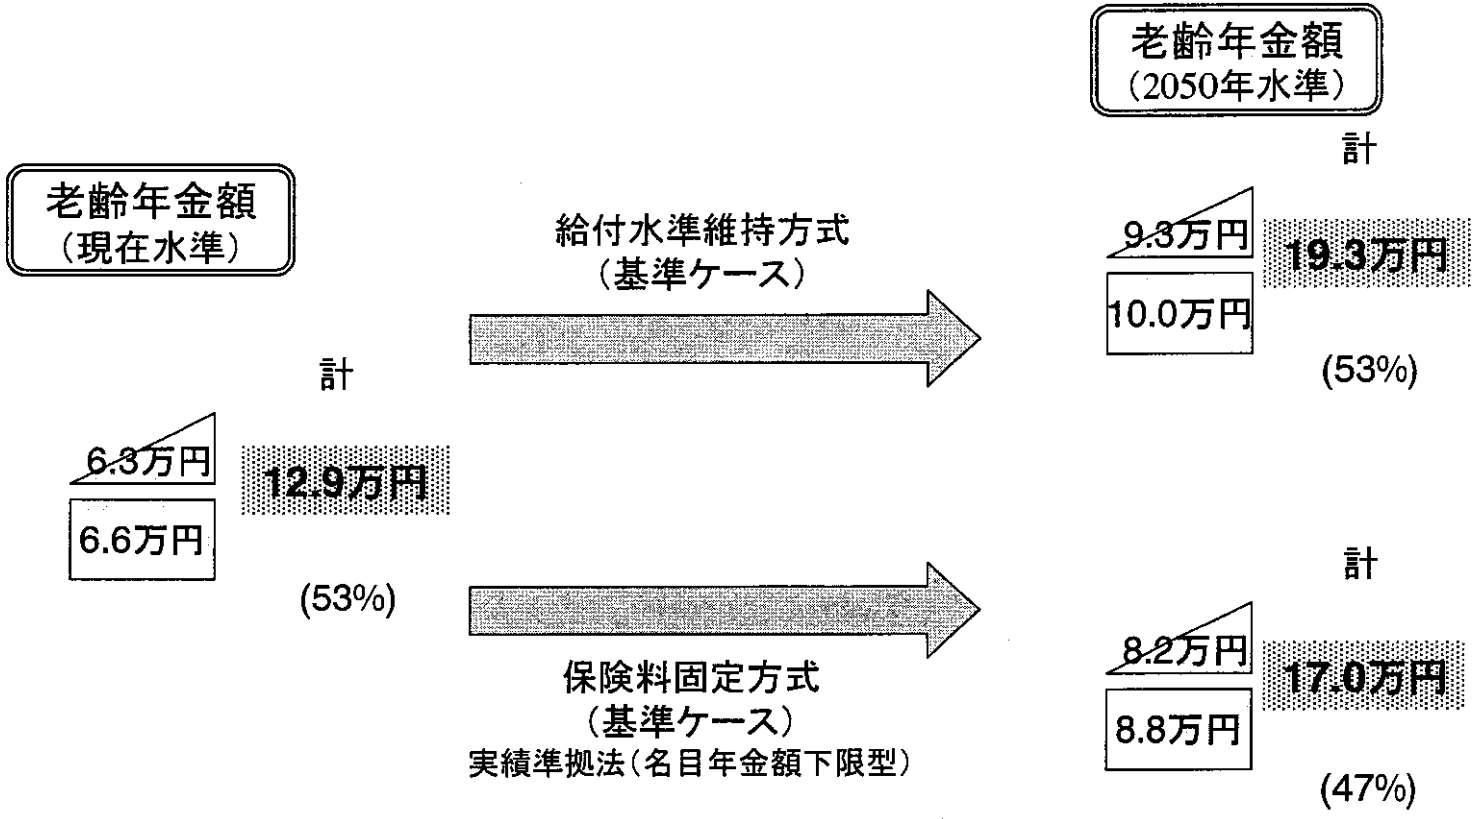 老齢年金額
（現在水準）
計
6.3万円
12.9万円
6.6万円
(53%)
給付水準維持方式
（基準ケース）
保険料固定方式
（基準ケース）
実績準拠法（名目年金額下限型）
老齢年金額
（2050年水準）
計
9.3万円
19.3万円
10.0万円
(53%)
計
8.2万円
17.0万円
8.8万円
(47%)